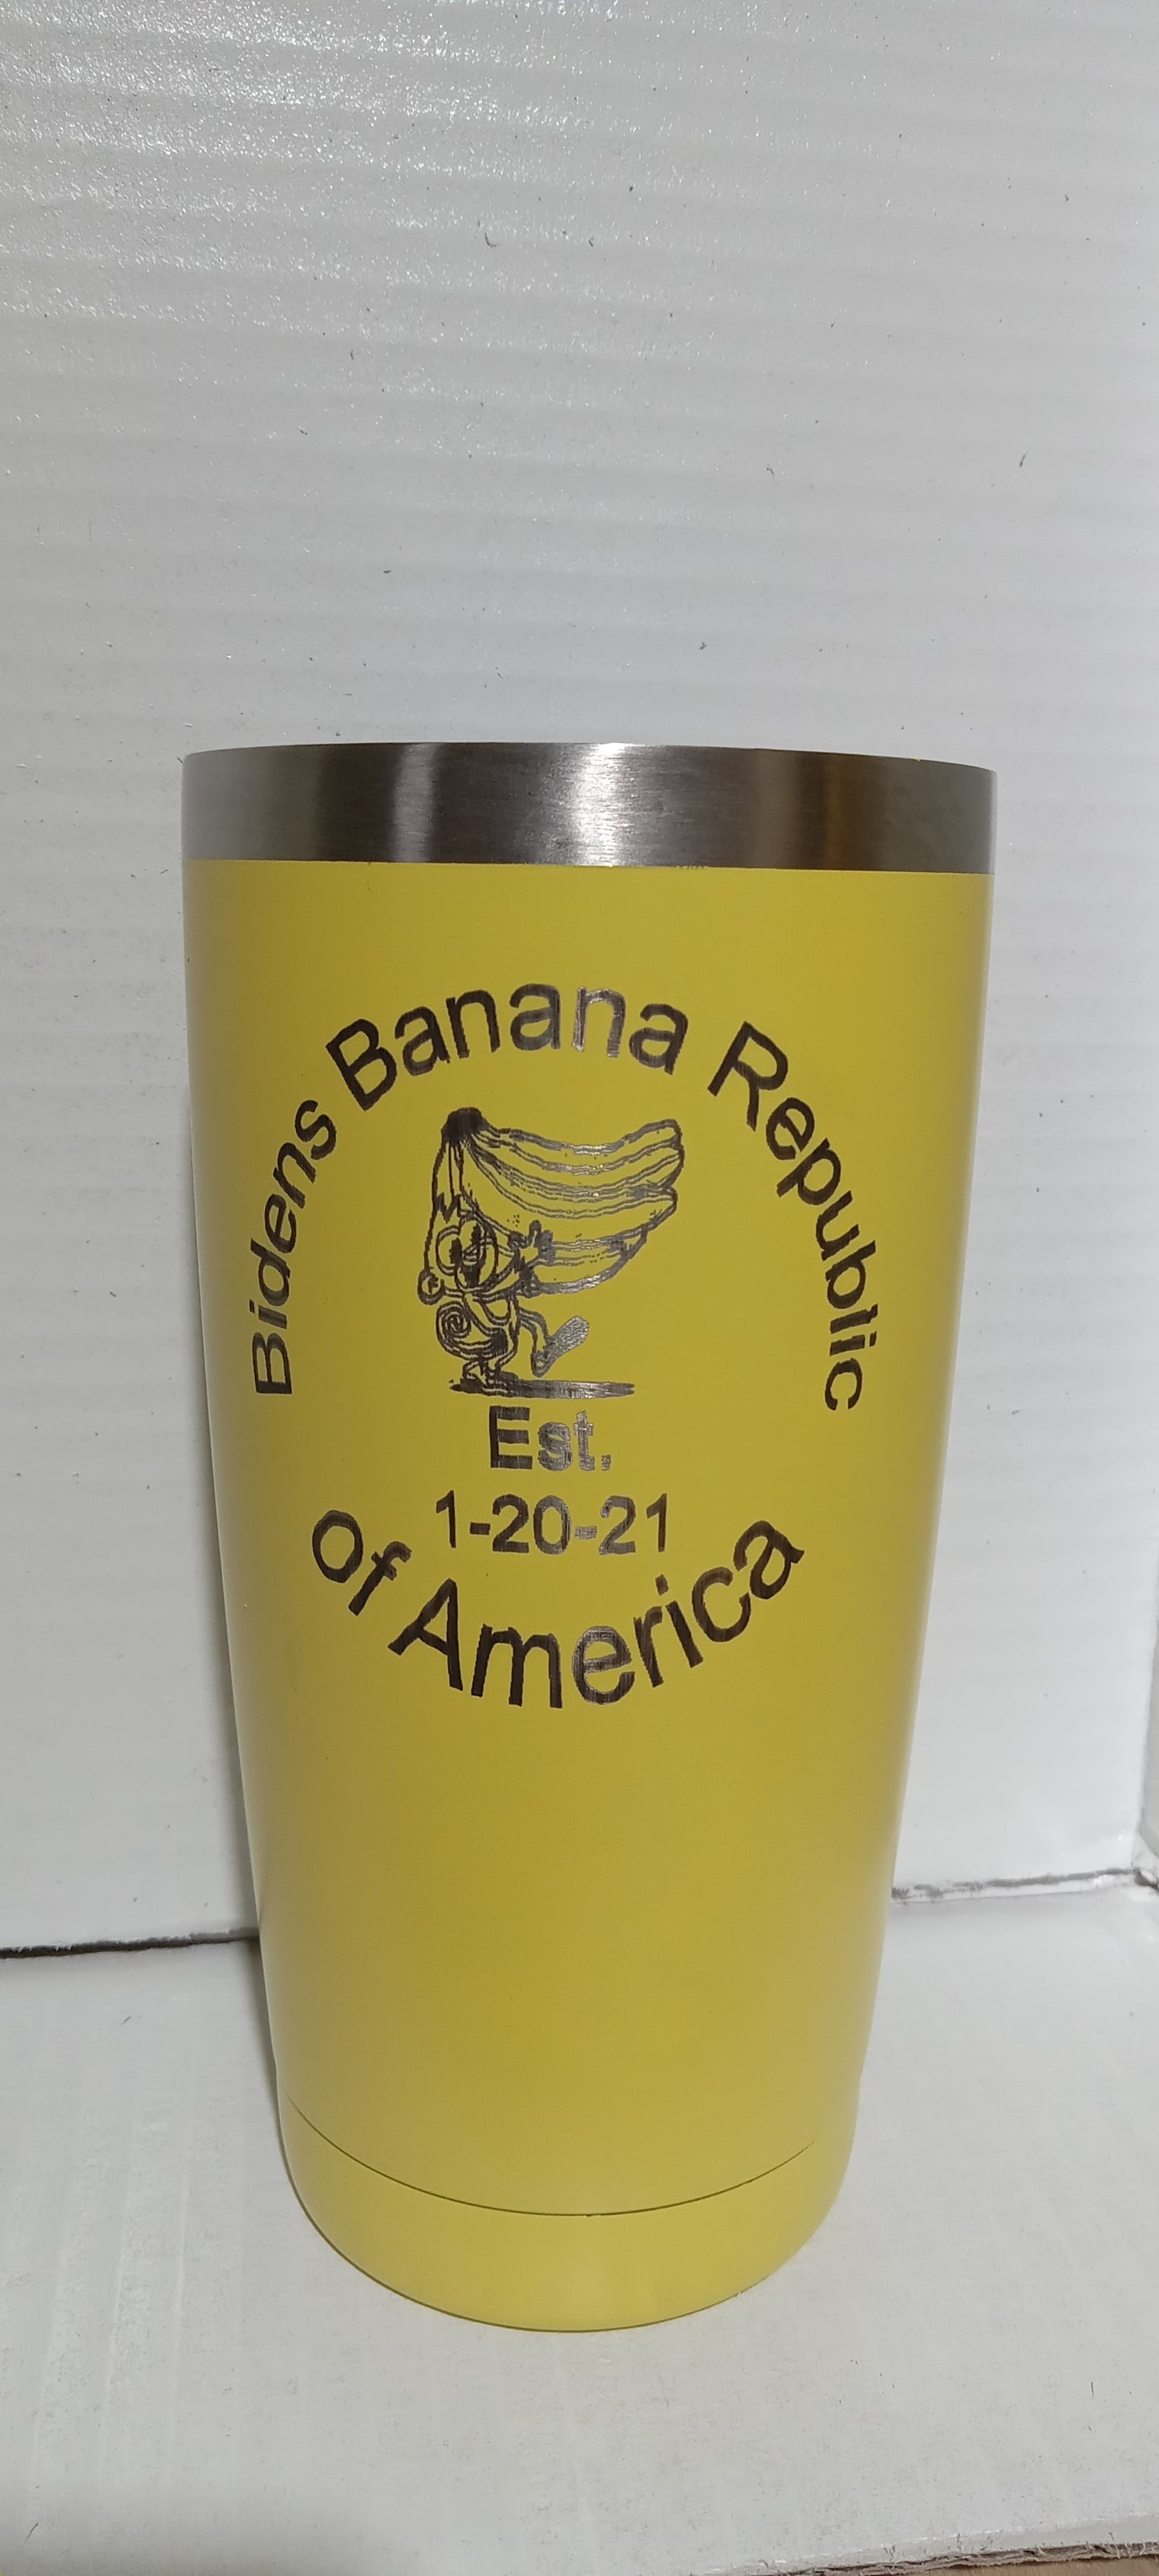 Bidens Banana Republic
Est.
1-20-21
Of America